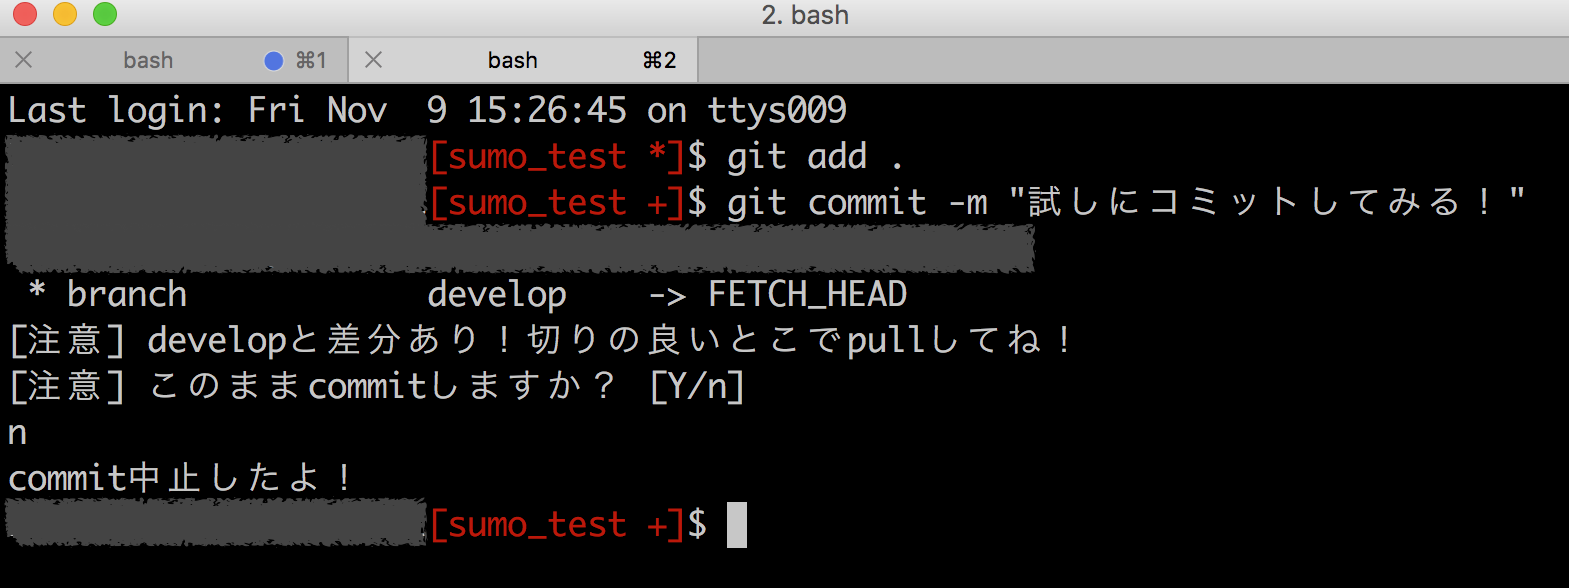 2. bash
bash ⌘1 bash ⌘2
Last login: Fri Nov  9 15:26:45 on ttys009
[sumo_test *]$ git add .
[sumo_test +]$ git commit -m "試しにコミットしてみる！"
 * branch            develop    -> FETCH_HEAD
[注意] developと差分あり！切りの良いとこでpullしてね！
[注意] このままcommitしますか？ [Y/n]
n
commit中止したよ！
[sumo_test +]$